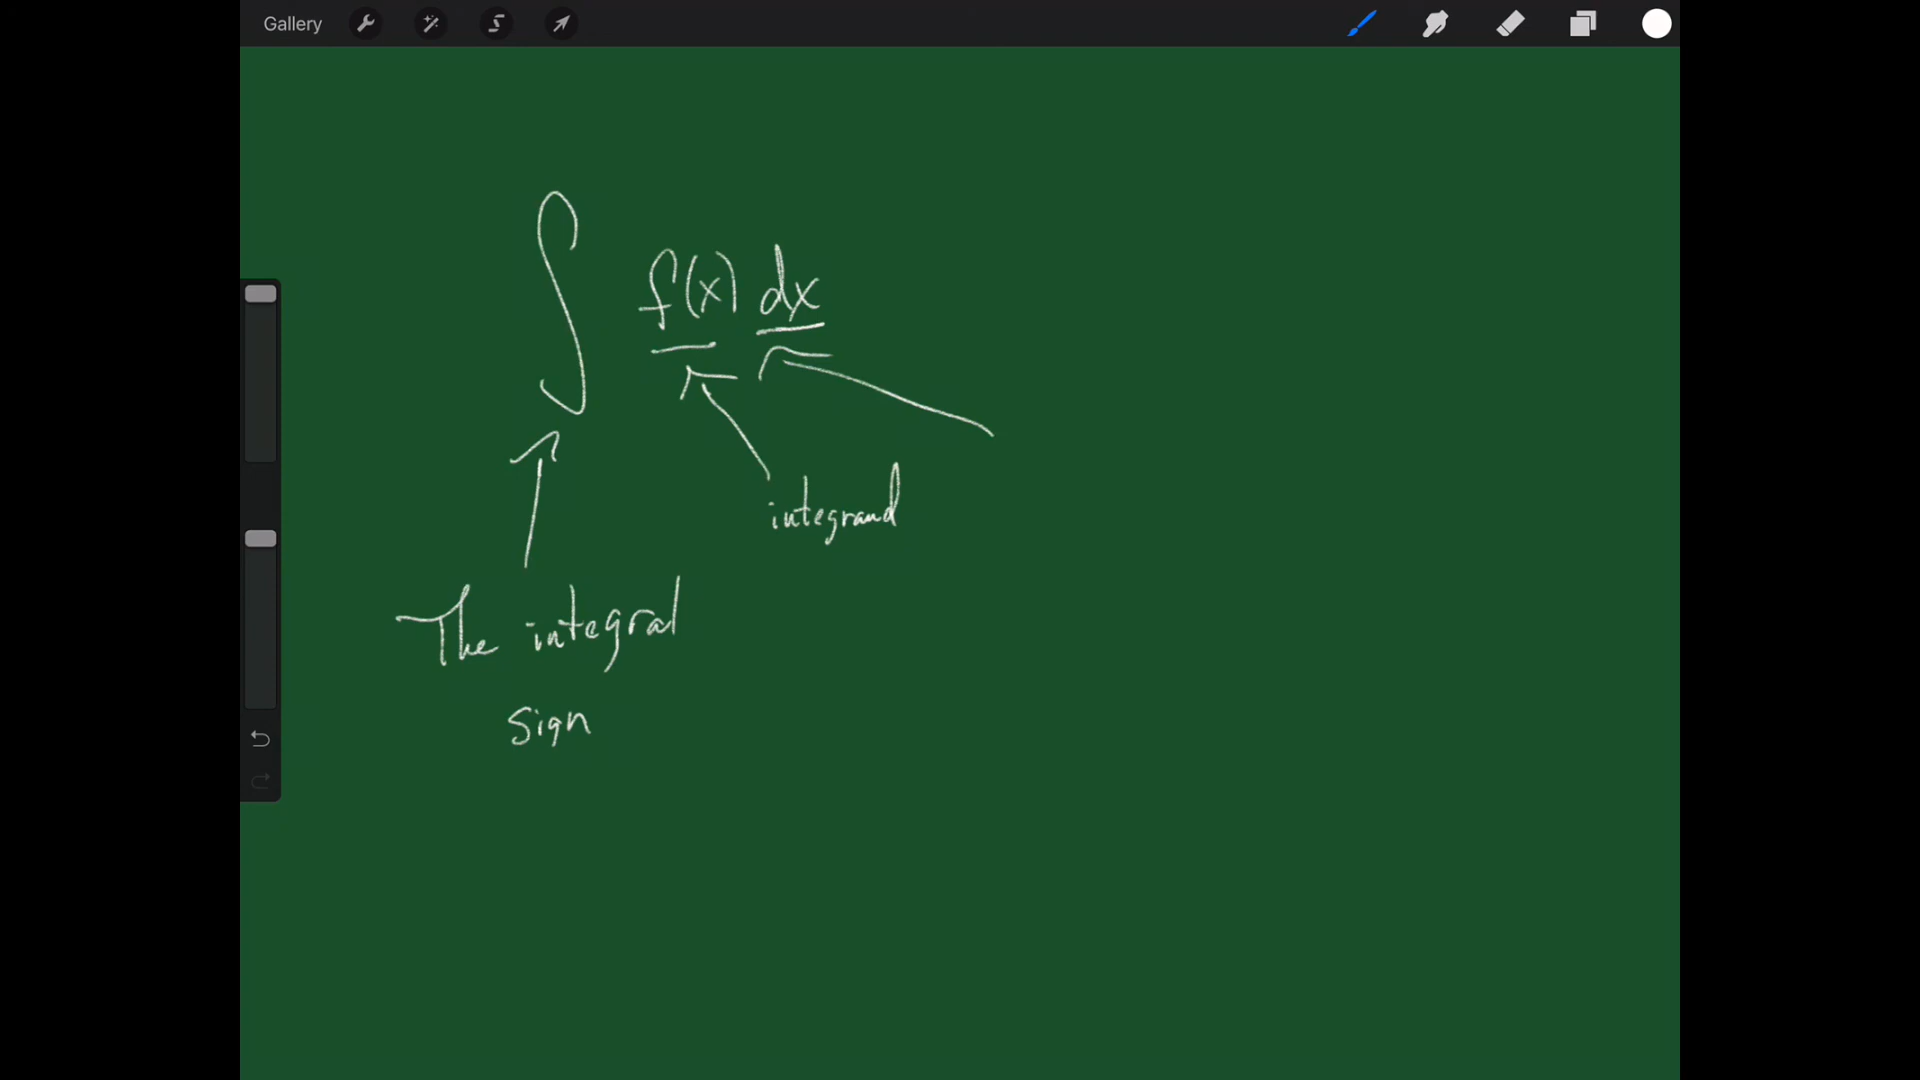 Gallery
∫ f(x) dx
integrand
The integral
sign